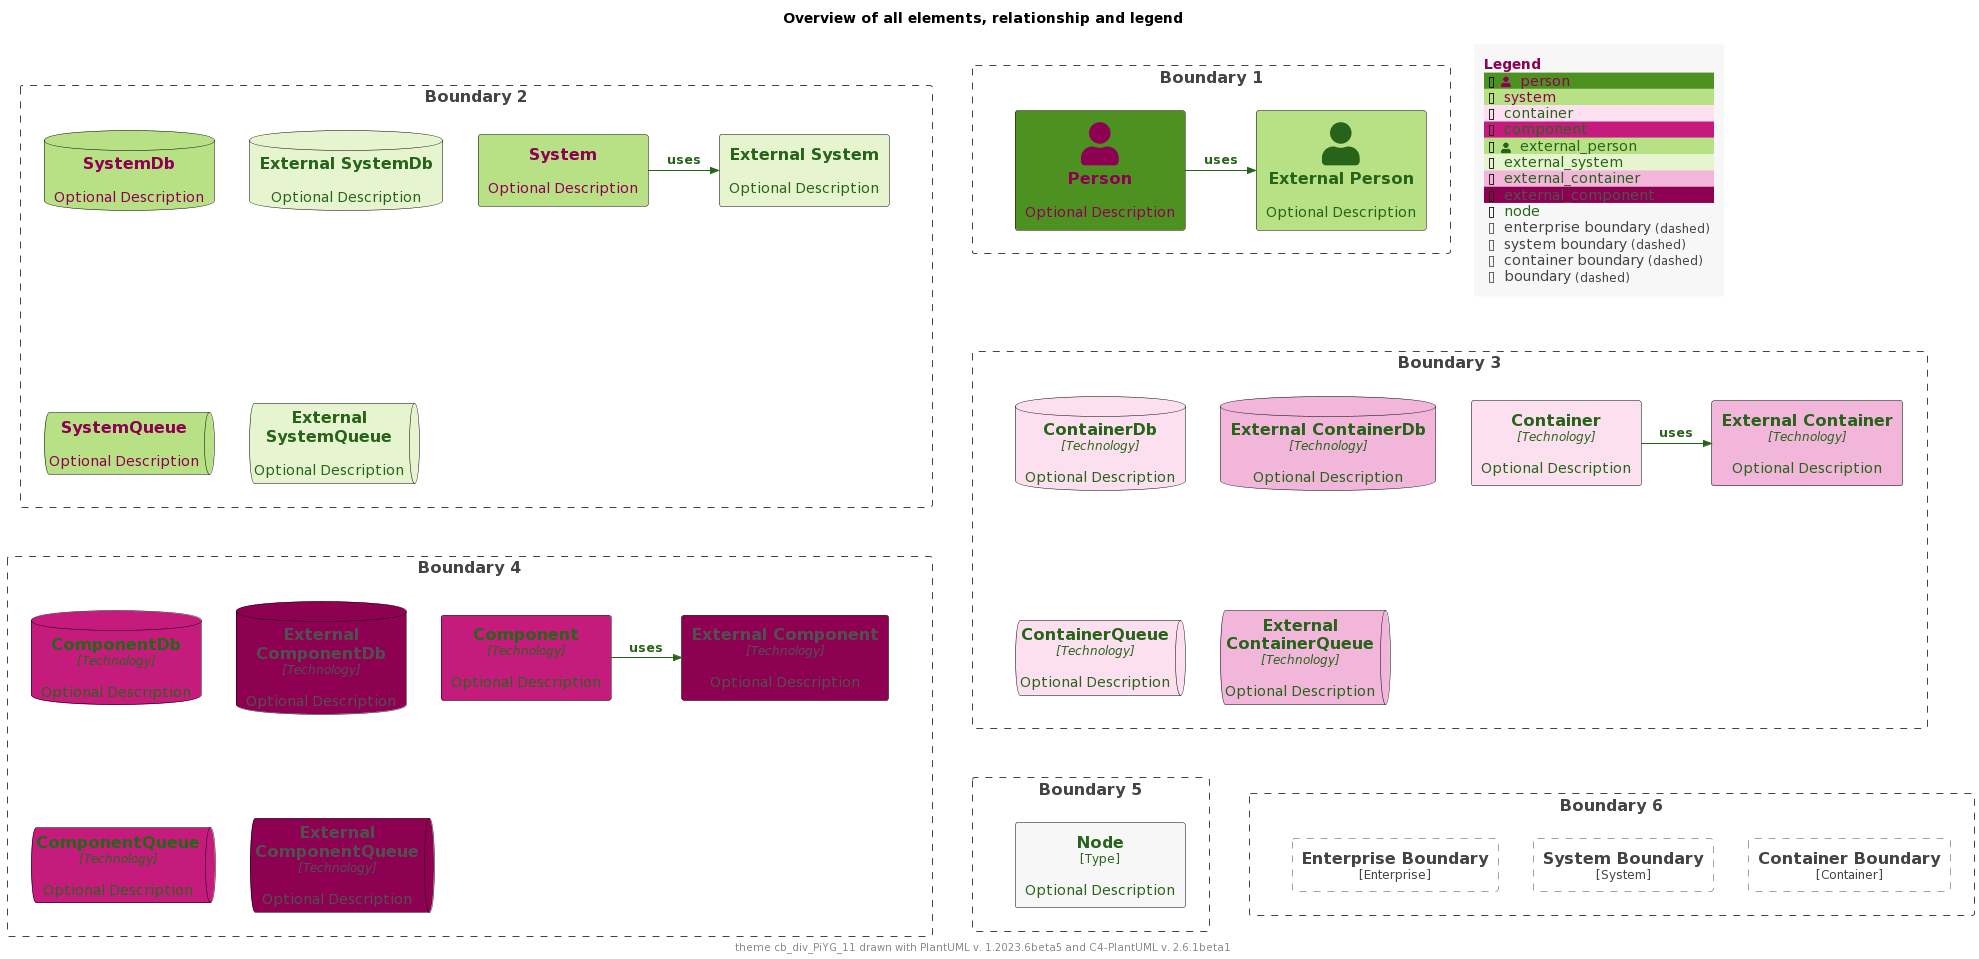 Overview of all elements, relationship and legend
Boundary 2
SystemDb
Optional Description
External SystemDb
Optional Description
System
Optional Description
uses
External System
Optional Description
SystemQueue
Optional Description
External
SystemQueue
Optional Description
Boundary 1
Person
Optional Description
uses
External Person
Optional Description
Legend
person
system
container
component
external_person
external_system
external_container
external_component
node
enterprise boundary (dashed)
system boundary (dashed)
container boundary (dashed)
boundary (dashed)
Boundary 3
ContainerDb
[Technology]
Optional Description
External ContainerDb
[Technology]
Optional Description
Container
[Technology]
Optional Description
uses
External Container
[Technology]
Optional Description
ContainerQueue
[Technology]
Optional Description
External
ContainerQueue
[Technology]
Optional Description
Boundary 4
ComponentDb
[Technology]
Optional Description
External
ComponentDb
[Technology]
Optional Description
Component
[Technology]
Optional Description
uses
External Component
[Technology]
Optional Description
ComponentQueue
[Technology]
Optional Description
External
ComponentQueue
[Technology]
Optional Description
Boundary 5
Node
[Type]
Optional Description
Boundary 6
Enterprise Boundary
[Enterprise]
System Boundary
[System]
Container Boundary
[Container]
theme cb_div_PiYG_11 drawn with PlantUML v. 1.2023.6beta5 and C4-PlantUML v. 2.6.1beta1